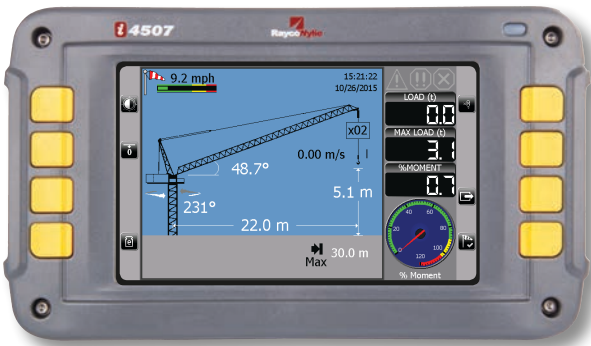 i4507
RaycoWylie
9.2 mph
15:21:22
10/26/2015
LOAD (t)
0.0
x02
MAX LOAD (t)
3.1
0.00 m/s
%MOMENT
0.7
48.7°
5.1 m
231°
22.0 m
0
20
40
60
80
100
120
Max
30.0 m
% Moment
0